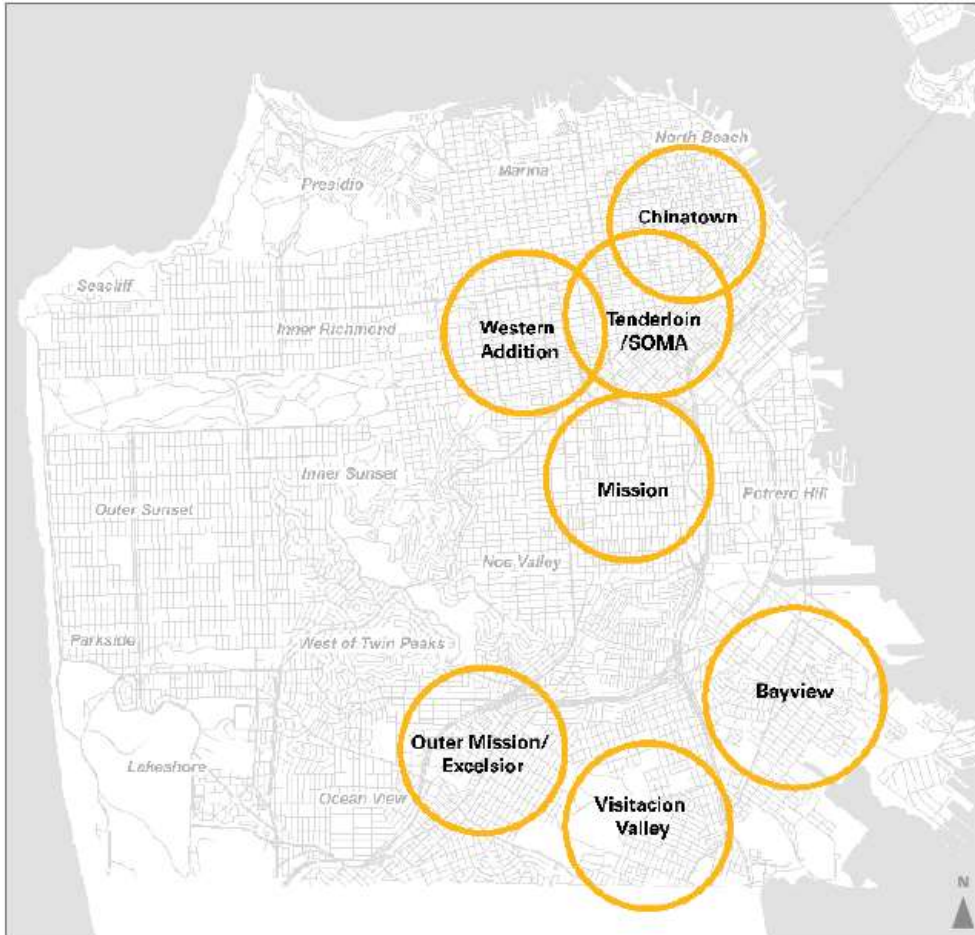 North Beach
Marina
Presidio
Chinatown
Seacliff
Inner Richmond
Western
Addition
Tenderloin
/SOMA
Inner Sunset
Mission
Potrero Hill
Outer Sunset
Noe Valley
Parkside
West of Twin Peaks
Bayview
Outer Mission/
Excelsior
Lakeshore
Ocean View
Visitacion
Valley
N